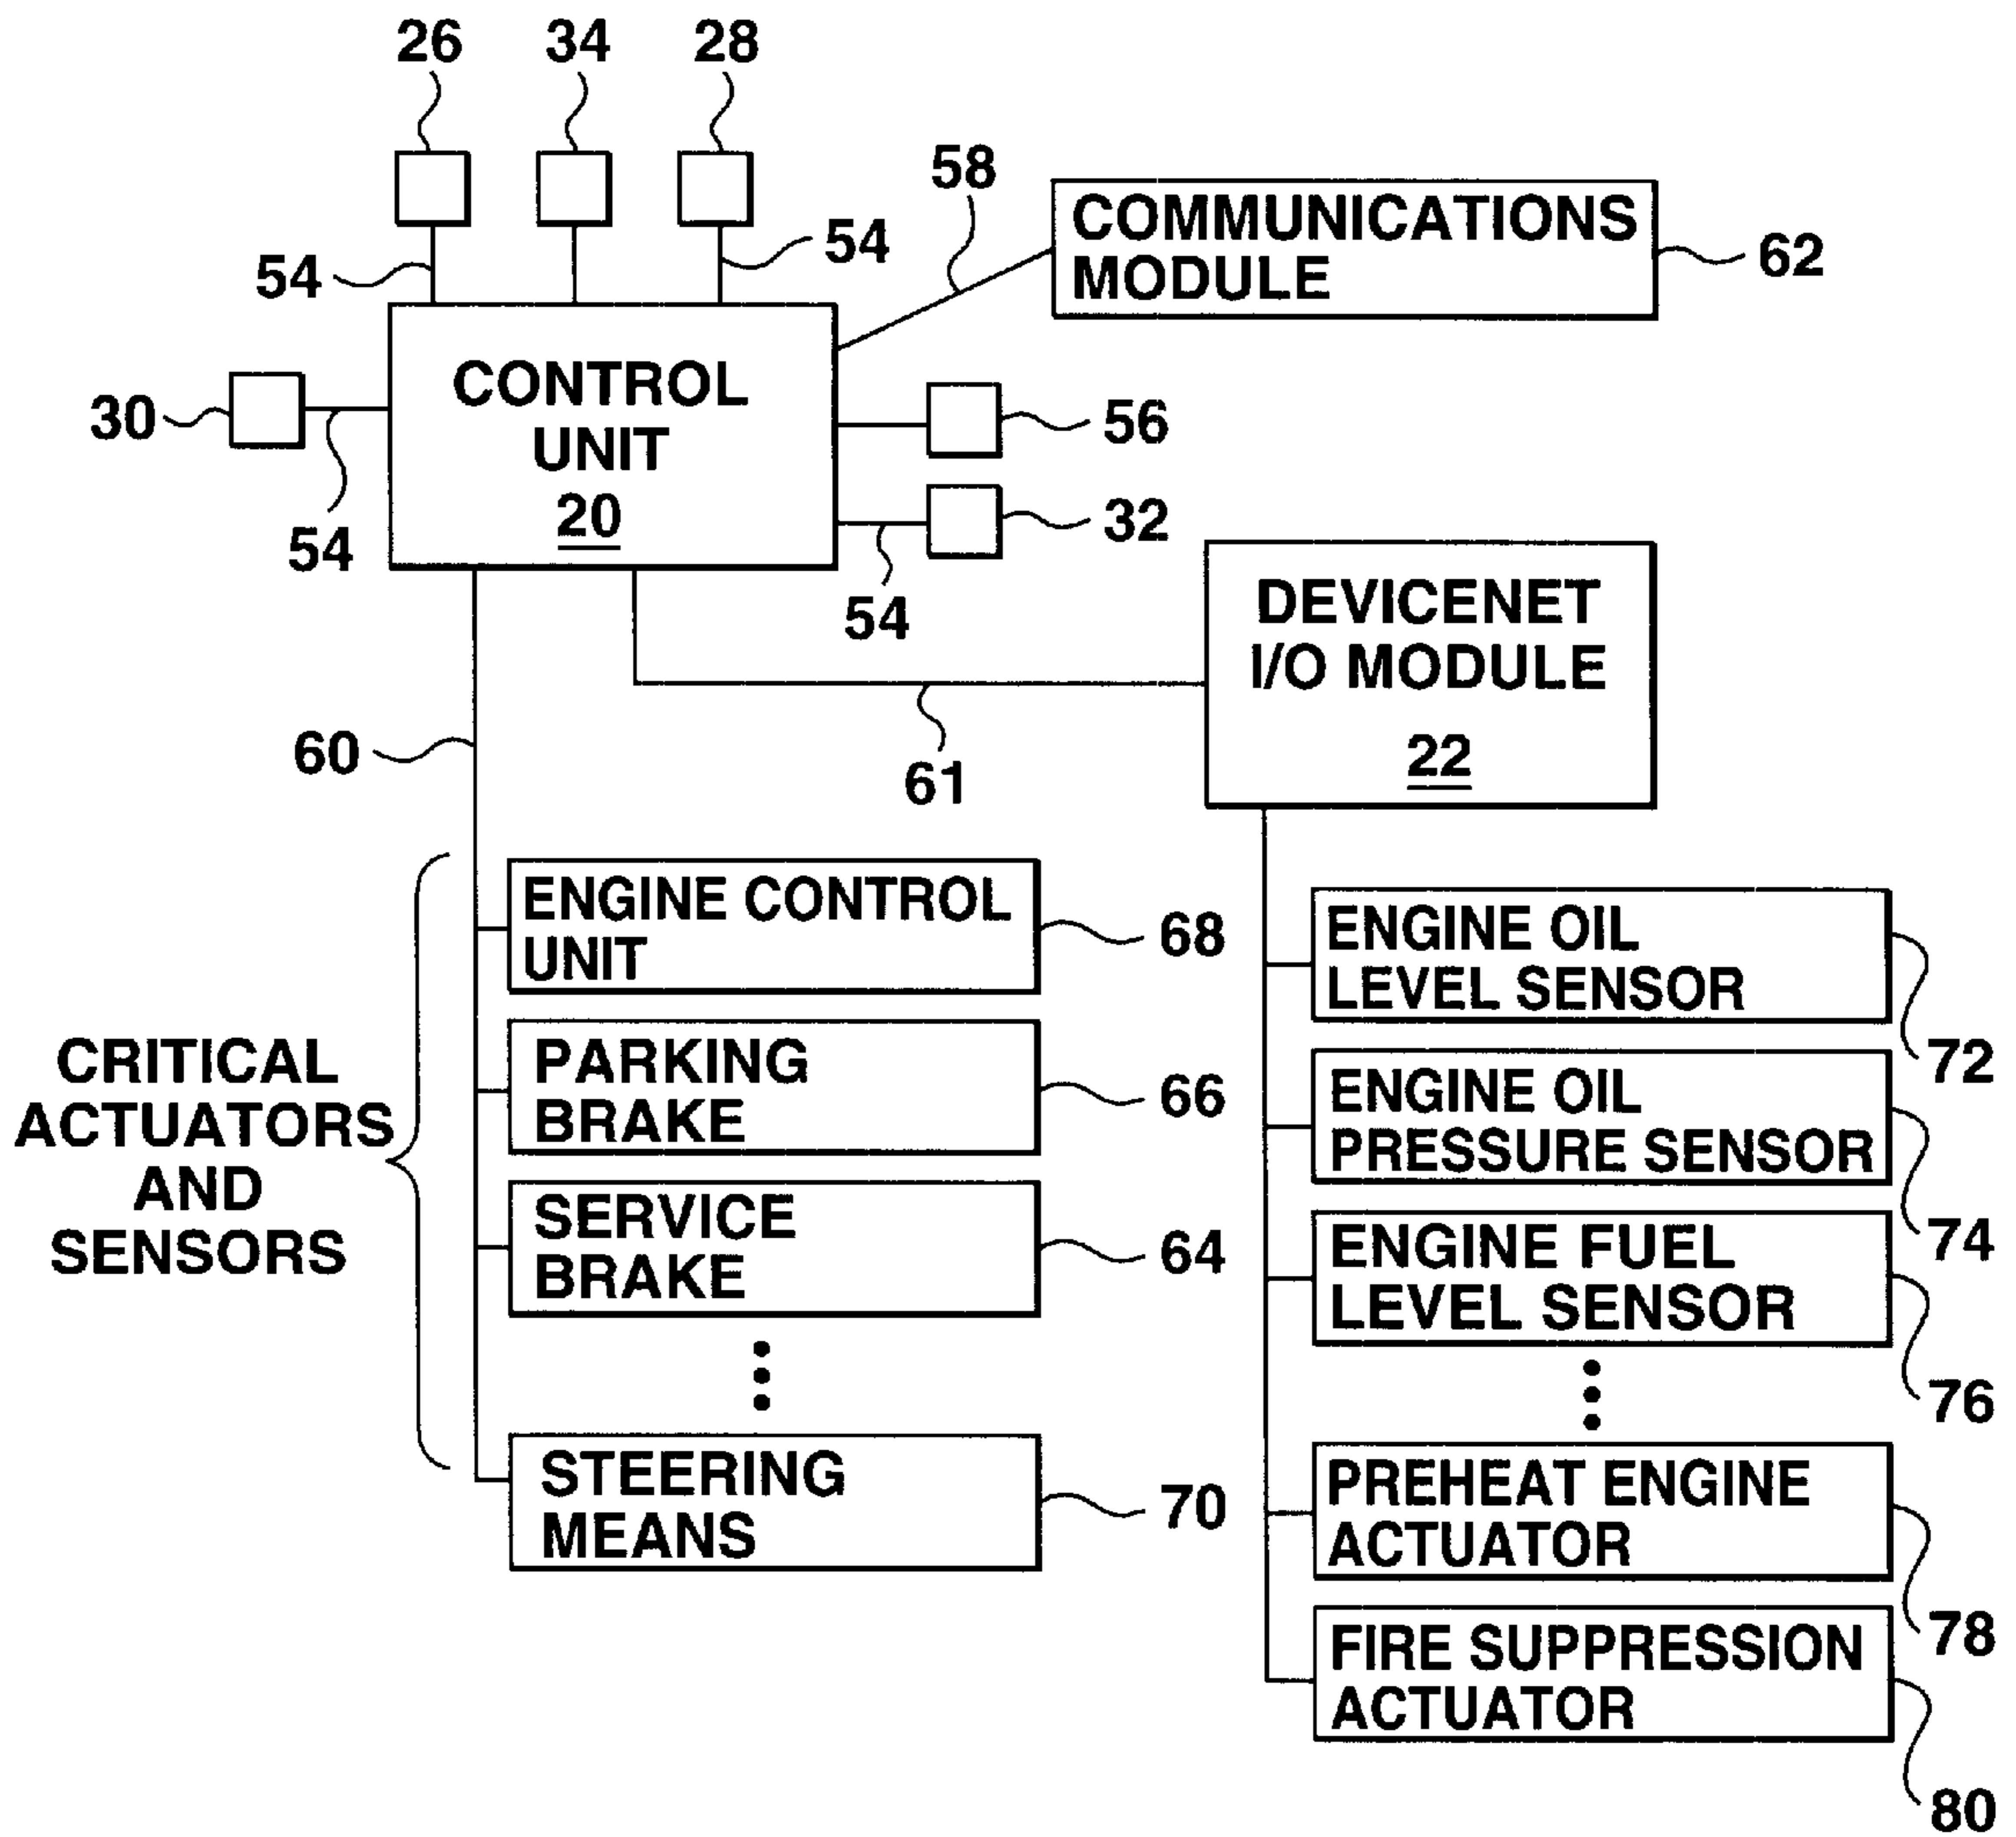 26 34 28
58
COMMUNICATIONS
MODULE
62
54
54
CONTROL
UNIT
20
30
54
56
32
54
DEVICENET
I/O MODULE
22
60
61
CRITICAL
ACTUATORS
AND
SENSORS
ENGINE CONTROL
UNIT
68
PARKING
BRAKE
66
SERVICE
BRAKE
64
STEERING
MEANS
70
ENGINE OIL
LEVEL SENSOR
72
ENGINE OIL
PRESSURE SENSOR
74
ENGINE FUEL
LEVEL SENSOR
76
PREHEAT ENGINE
ACTUATOR
78
FIRE SUPPRESSION
ACTUATOR
80